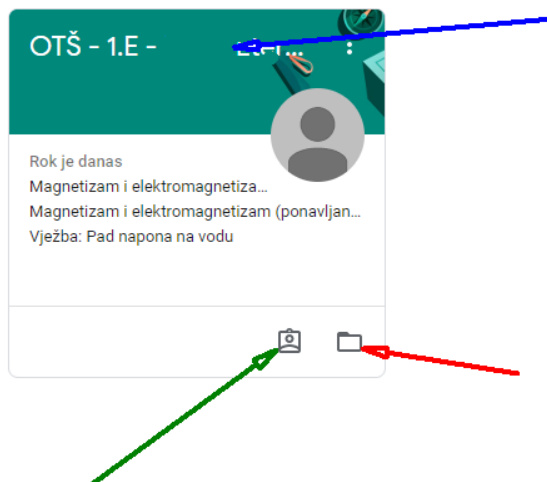 OTŠ - 1.E -
Rok je danas
Magnetizam i elektromagnetiza...
Magnetizam i elektromagnetizam (ponavljan...
Vježba: Pad napona na vodu